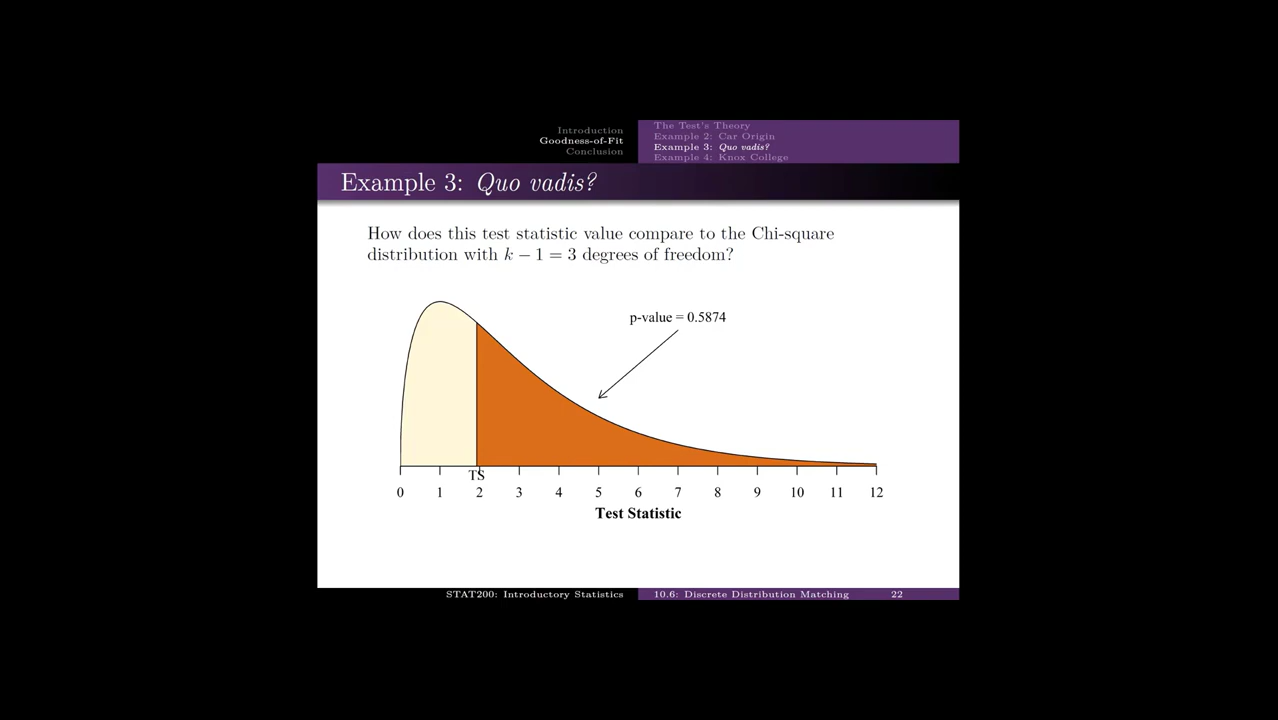 Introduction
Goodness-of-Fit
Conclusion
The Test's Theory
Example 2: Car Origin
Example 3: Quo vadis?
Example 4: Knox College
Example 3: Quo vadis?
How does this test statistic value compare to the Chi-square
distribution with k − 1 = 3 degrees of freedom?
p-value = 0.5874
TS
0 1 2 3 4 5 6 7 8 9 10 11 12
Test Statistic
STAT200: Introductory Statistics
10.6: Discrete Distribution Matching 22